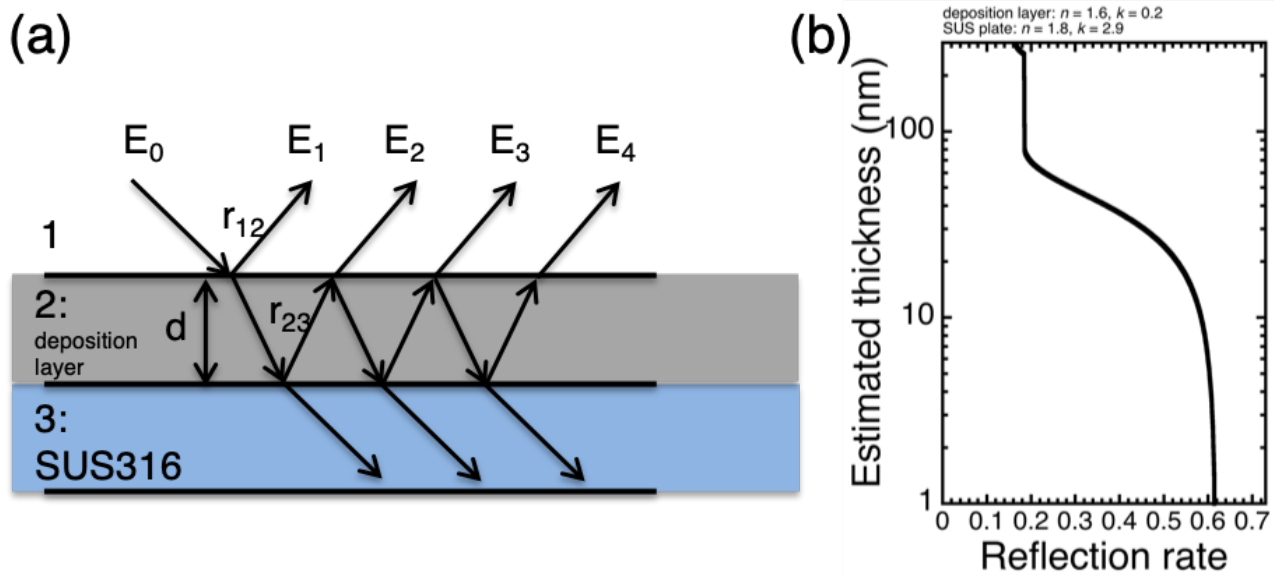 (a)
E0
E1
E2
E3
E4
1
r12
2:
deposition
layer
d
r23
3:
SUS316
(b)
deposition layer: n = 1.6, k = 0.2
SUS plate: n = 1.8, k = 2.9
Estimated thickness (nm)
100
10
1
0 0.1 0.2 0.3 0.4 0.5 0.6 0.7
Reflection rate